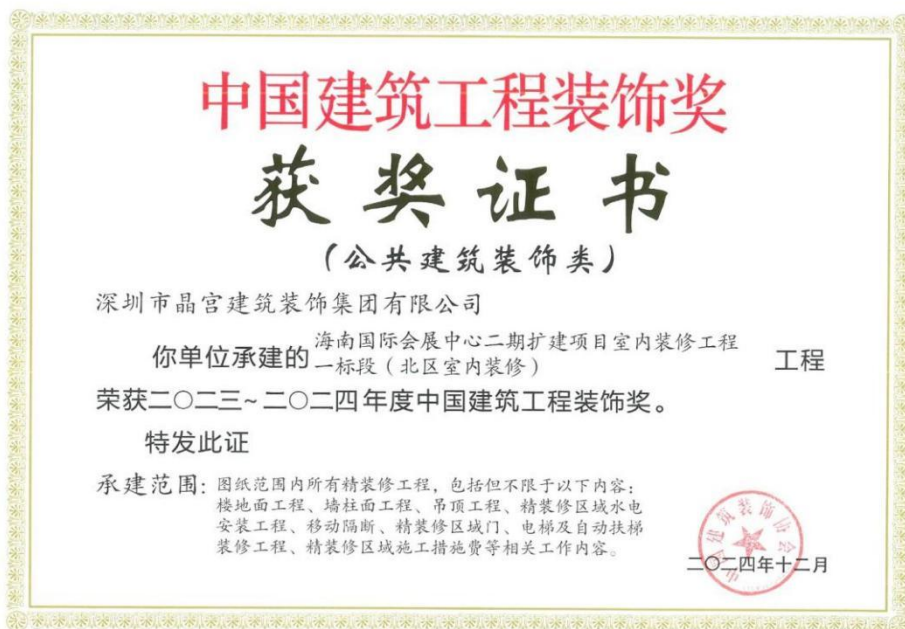 中国建筑工程装饰奖
获奖证书
（公共建筑装饰类）
深圳市晶宫建筑装饰集团有限公司
你单位承建的 海南国际会展中心二期扩建项目室内装修工程
一标段（北区室内装修） 工程
荣获二〇二三~二〇二四年度中国建筑工程装饰奖。
特发此证
承建范围：图纸范围内所有精装修工程，包括但不限于以下内容：
楼地面工程、墙柱面工程、吊顶工程、精装修区域水电
安装工程、移动隔断、精装修区域门、电梯及自动扶梯
装修工程、精装修区域施工措施费等相关工作内容。
中国建筑装饰协会
二〇二四年十二月